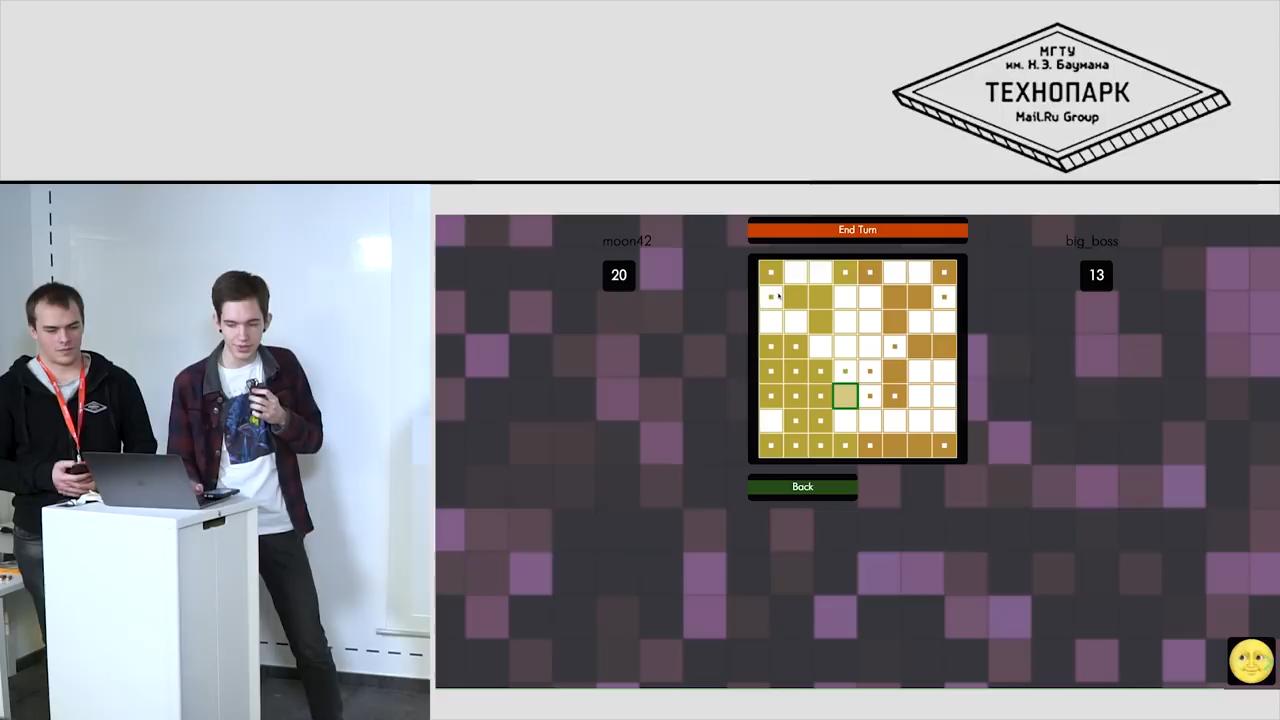 МГТУ
им. Н.Э. Баумана
ТЕХНОПАРК
Mail.Ru Group
End Turn
moon42
big_boss
20
13
Back